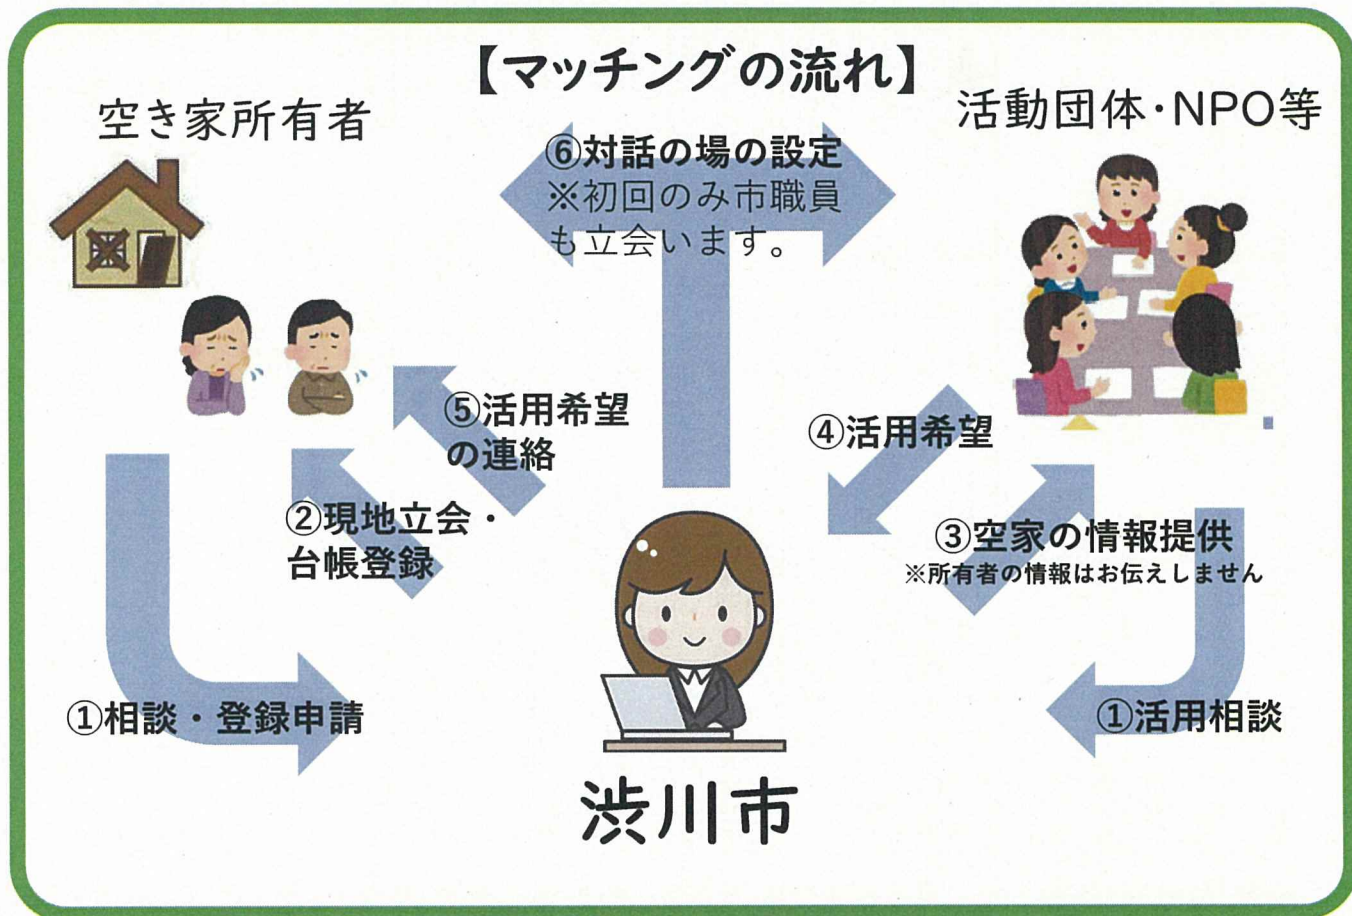 【マッチングの流れ】
空き家所有者
活動団体・NPO等
⑥対話の場の設定
※初回のみ市職員
も立会います。
⑤活用希望
の連絡
④活用希望
②現地立会・
台帳登録
③空家の情報提供
※所有者の情報はお伝えしません
①相談・登録申請
①活用相談
渋川市